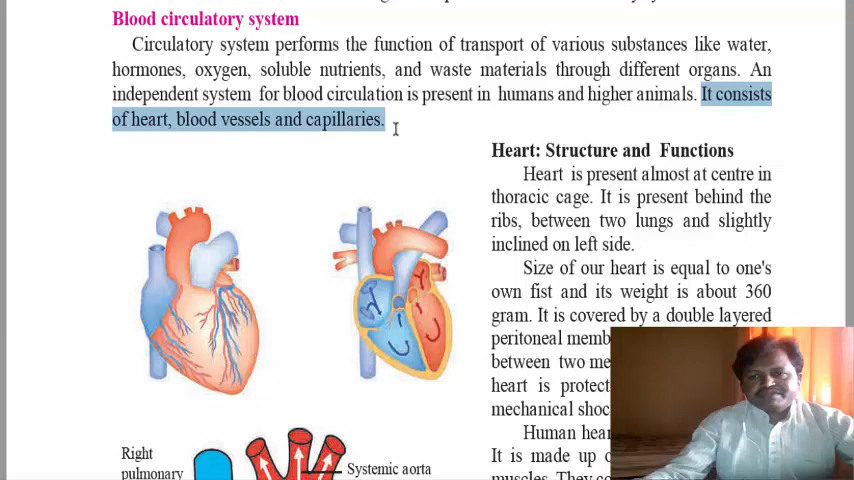 Blood circulatory system
Circulatory system performs the function of transport of various substances like water,
hormones, oxygen, soluble nutrients, and waste materials through different organs. An
independent system for blood circulation is present in humans and higher animals. It consists
of heart, blood vessels and capillaries.
Heart: Structure and Functions
Heart is present almost at centre in
thoracic cage. It is present behind the
ribs, between two lungs and slightly
inclined on left side.
Size of our heart is equal to one's
own fist and its weight is about 360
gram. It is covered by a double layered
peritoneal
between two
heart is
mechanical
Human
It is made up
muscles. They
Right
pulmonary
Systemic aorta